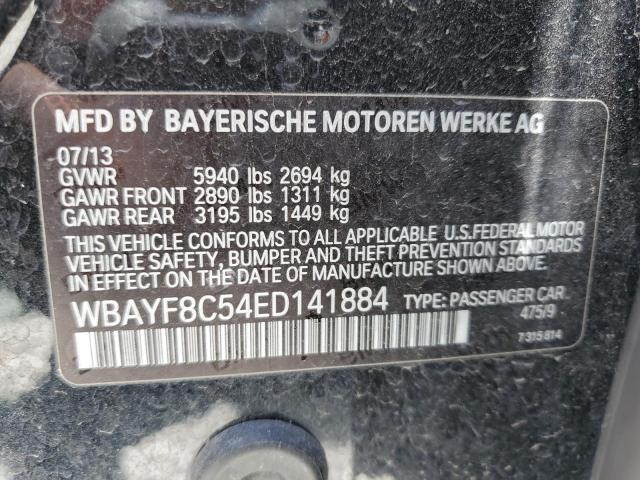 MFD BY BAYERISCHE MOTOREN WERKE AG
07/13
GVWR 5940 lbs 2694 kg
GAWR FRONT 2890 lbs 1311 kg
GAWR REAR 3195 lbs 1449 kg
THIS VEHICLE CONFORMS TO ALL APPLICABLE U.S.FEDERAL MOTOR
VEHICLE SAFETY, BUMPER AND THEFT PREVENTION STANDARDS
IN EFFECT ON THE DATE OF MANUFACTURE SHOWN ABOVE.
WBAYF8C54ED141884 TYPE: PASSENGER CAR
475/9
7 315 814